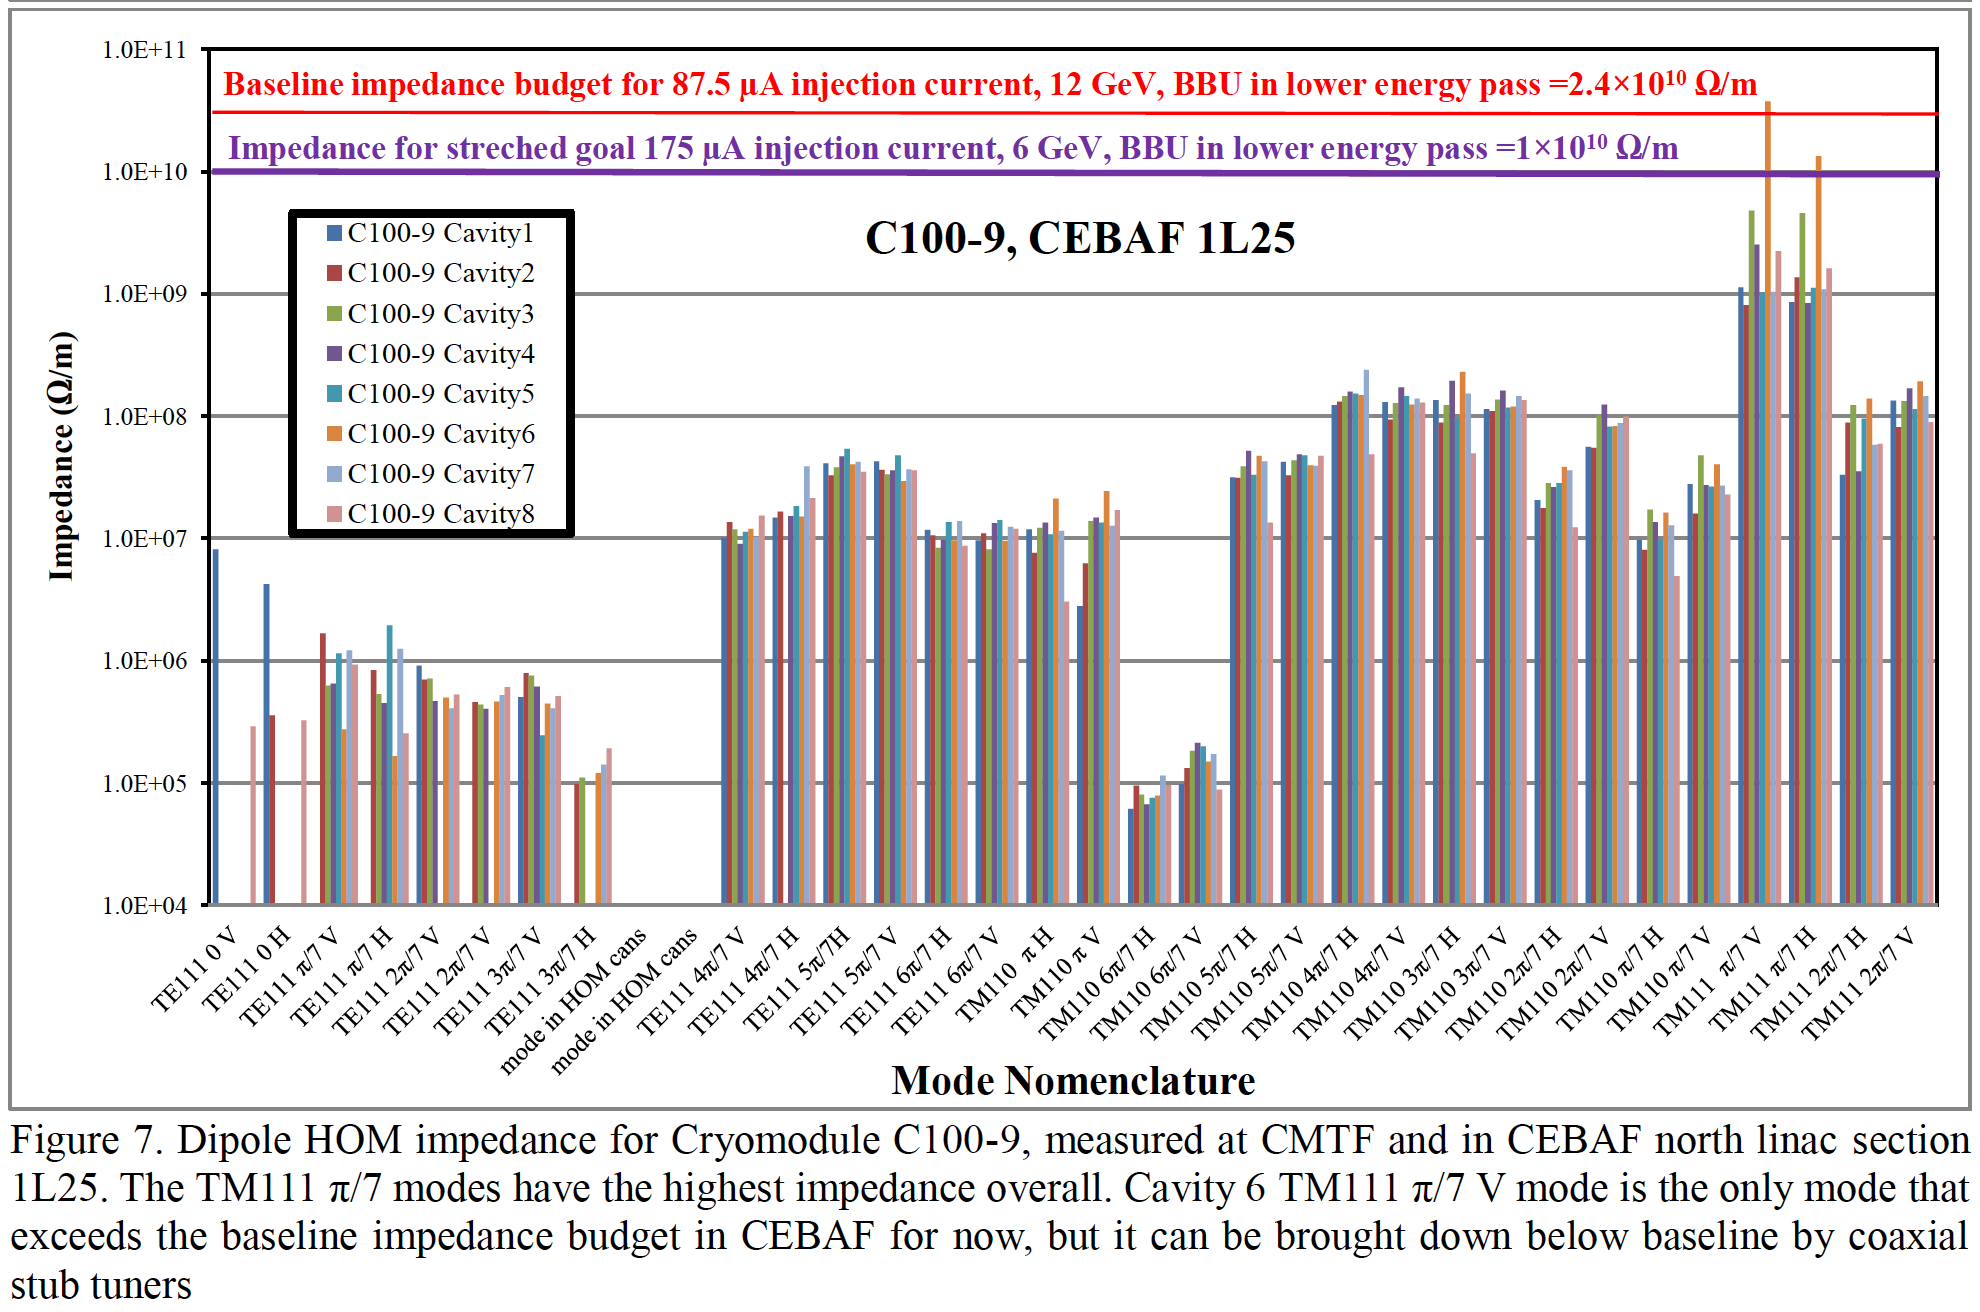 1.0E+11
Baseline impedance budget for 87.5 µA injection current, 12 GeV, BBU in lower energy pass =2.4×10¹⁰ Ω/m
Impedance for streched goal 175 µA injection current, 6 GeV, BBU in lower energy pass =1×10¹⁰ Ω/m
1.0E+10
C100-9, CEBAF 1L25
C100-9 Cavity1
C100-9 Cavity2
C100-9 Cavity3
C100-9 Cavity4
C100-9 Cavity5
C100-9 Cavity6
C100-9 Cavity7
C100-9 Cavity8
1.0E+09
1.0E+08
1.0E+07
1.0E+06
1.0E+05
1.0E+04
Impedance (Ω/m)
TE111 0 V
TE111 0 H
TE111 π/7 V
TE111 π/7 H
TE111 2π/7 V
TE111 2π/7 V
TE111 3π/7 V
TE111 3π/7 H
mode in HOM cans
mode in HOM cans
TE111 4π/7 V
TE111 4π/7 H
TE111 5π/7H
TE111 5π/7 V
TE111 6π/7 H
TE111 6π/7 V
TM110 π H
TM110 π V
TM110 6π/7 H
TM110 6π/7 V
TM110 5π/7 H
TM110 5π/7 V
TM110 4π/7 H
TM110 4π/7 V
TM110 3π/7 H
TM110 3π/7 V
TM110 2π/7 H
TM110 2π/7 V
TM110 π/7 H
TM110 π/7 V
TM111 π/7 V
TM111 π/7 H
TM111 2π/7 H
TM111 2π/7 V
Mode Nomenclature
Figure 7. Dipole HOM impedance for Cryomodule C100-9, measured at CMTF and in CEBAF north linac section
1L25. The TM111 π/7 modes have the highest impedance overall. Cavity 6 TM111 π/7 V mode is the only mode that
exceeds the baseline impedance budget in CEBAF for now, but it can be brought down below baseline by coaxial
stub tuners